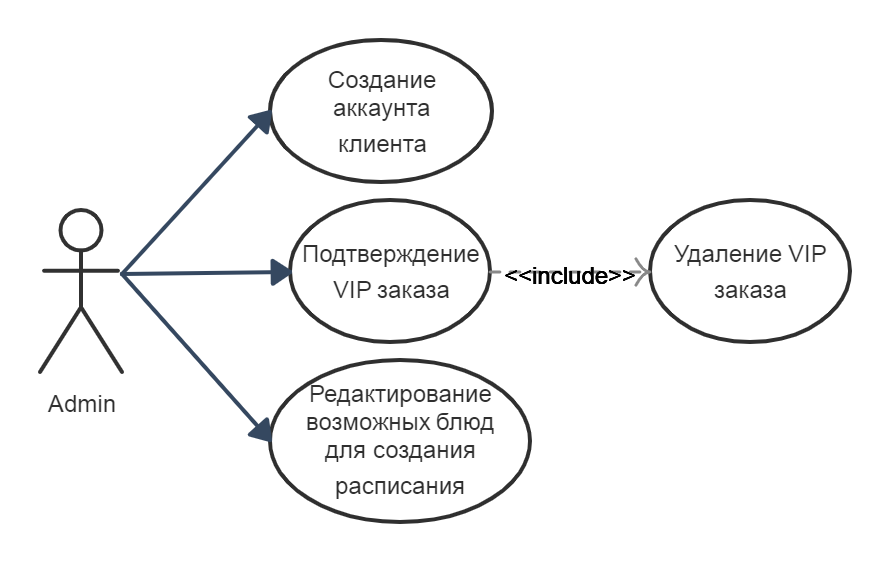 Создание
аккаунта
клиента
Подтверждение
VIP заказа
<<include>>
Удаление VIP
заказа
Admin
Редактирование
возможных блюд
для создания
расписания